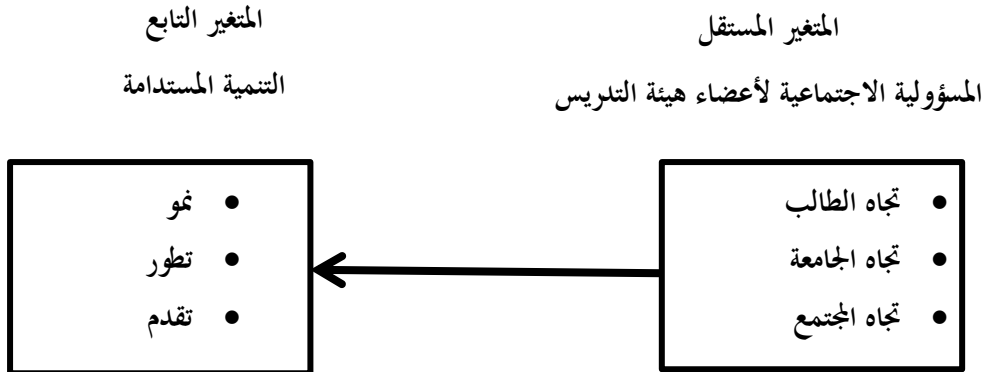 المتغير المستقل
المسؤولية الاجتماعية لأعضاء هيئة التدريس
• تجاه الطالب
• تجاه الجامعة
• تجاه المجتمع
المتغير التابع
التنمية المستدامة
• نمو
• تطور
• تقدم